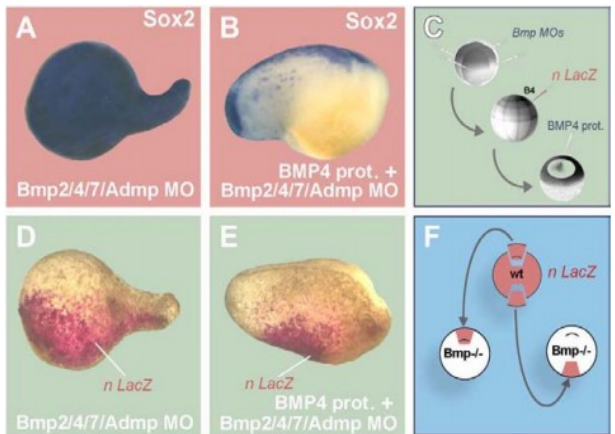 A
Sox2
Bmp2/4/7/Admp MO
B
Sox2
BMP4 prot. +
Bmp2/4/7/Admp MO
C
Bmp MOs
n LacZ
B4
BMP4 prot.
D
n LacZ
Bmp2/4/7/Admp MO
E
n LacZ
BMP4 prot. +
Bmp2/4/7/Admp MO
F
wt
n LacZ
Bmp-/-
Bmp-/-